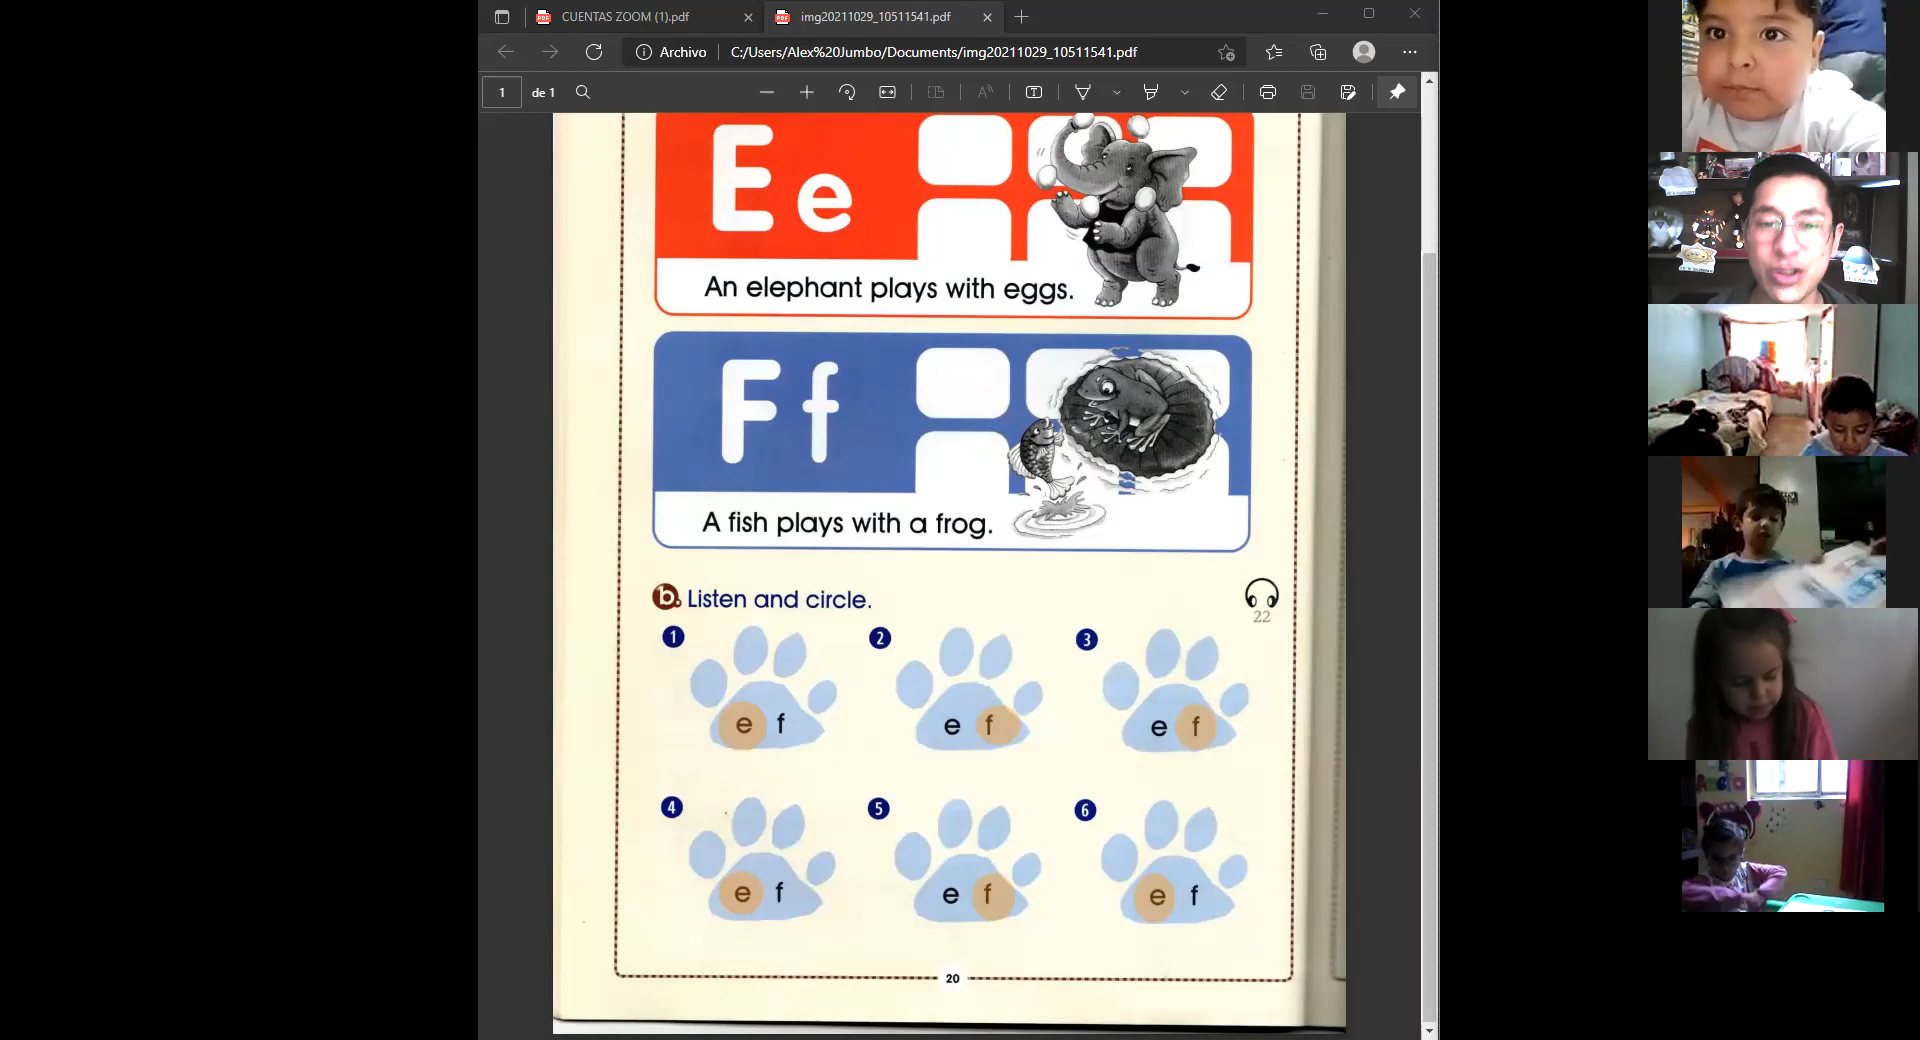 CUENTAS ZOOM (1).pdf
img20211029_10511541.pdf
Archivo
C:/Users/Alex%20Jumbo/Documents/img20211029_10511541.pdf
1 de 1
E e
An elephant plays with eggs.
F f
A fish plays with a frog.
b. Listen and circle.
22
1 2 3
e f e f e f
4 5 6
e f e f e f
20